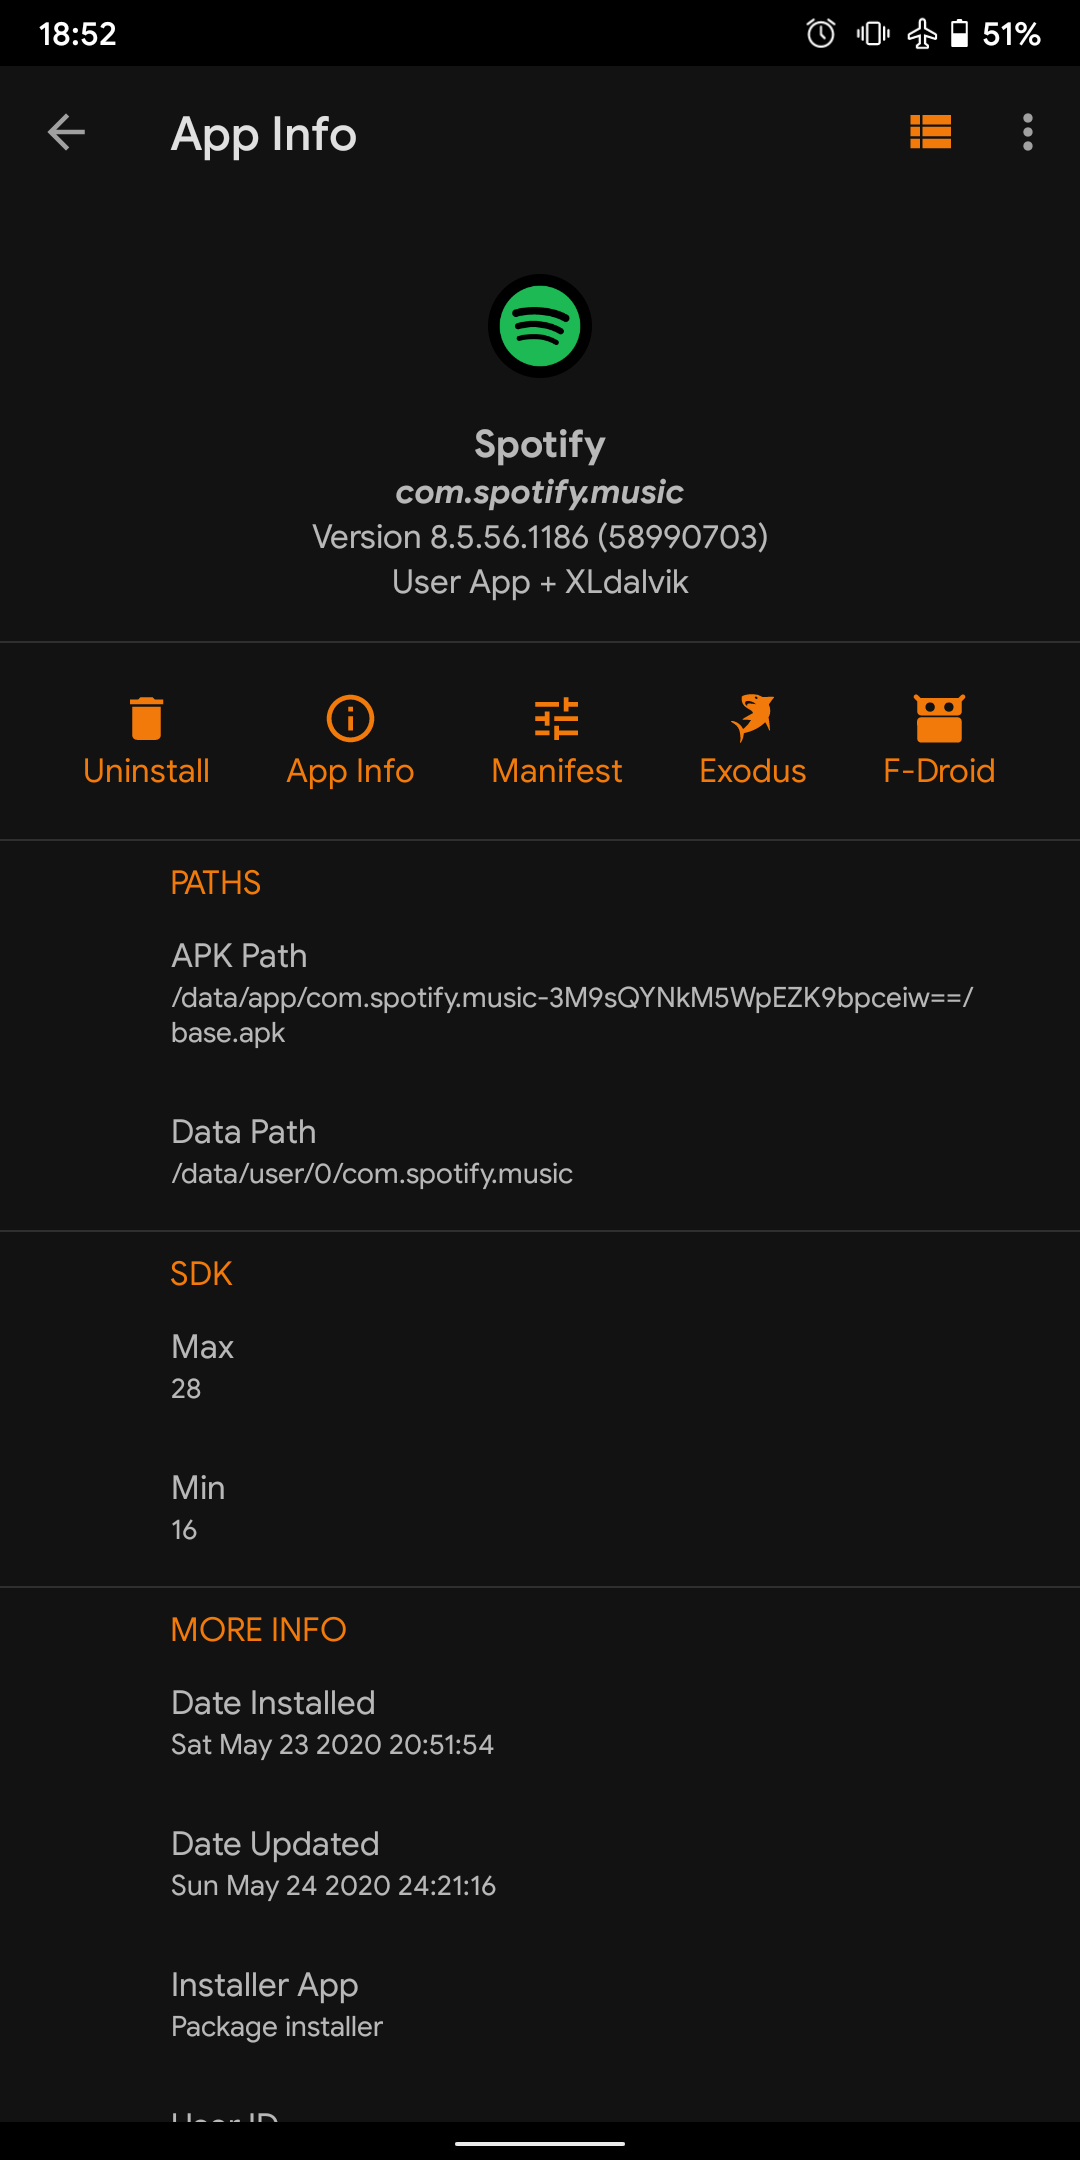 18:52
51%
App Info
Spotify
com.spotify.music
Version 8.5.56.1186 (58990703)
User App + XLdalvik
Uninstall App Info Manifest Exodus F-Droid
PATHS
APK Path
/data/app/com.spotify.music-3M9sQYNkM5WpEZK9bpceiw==/
base.apk
Data Path
/data/user/0/com.spotify.music
SDK
Max
28
Min
16
MORE INFO
Date Installed
Sat May 23 2020 20:51:54
Date Updated
Sun May 24 2020 24:21:16
Installer App
Package installer
User ID